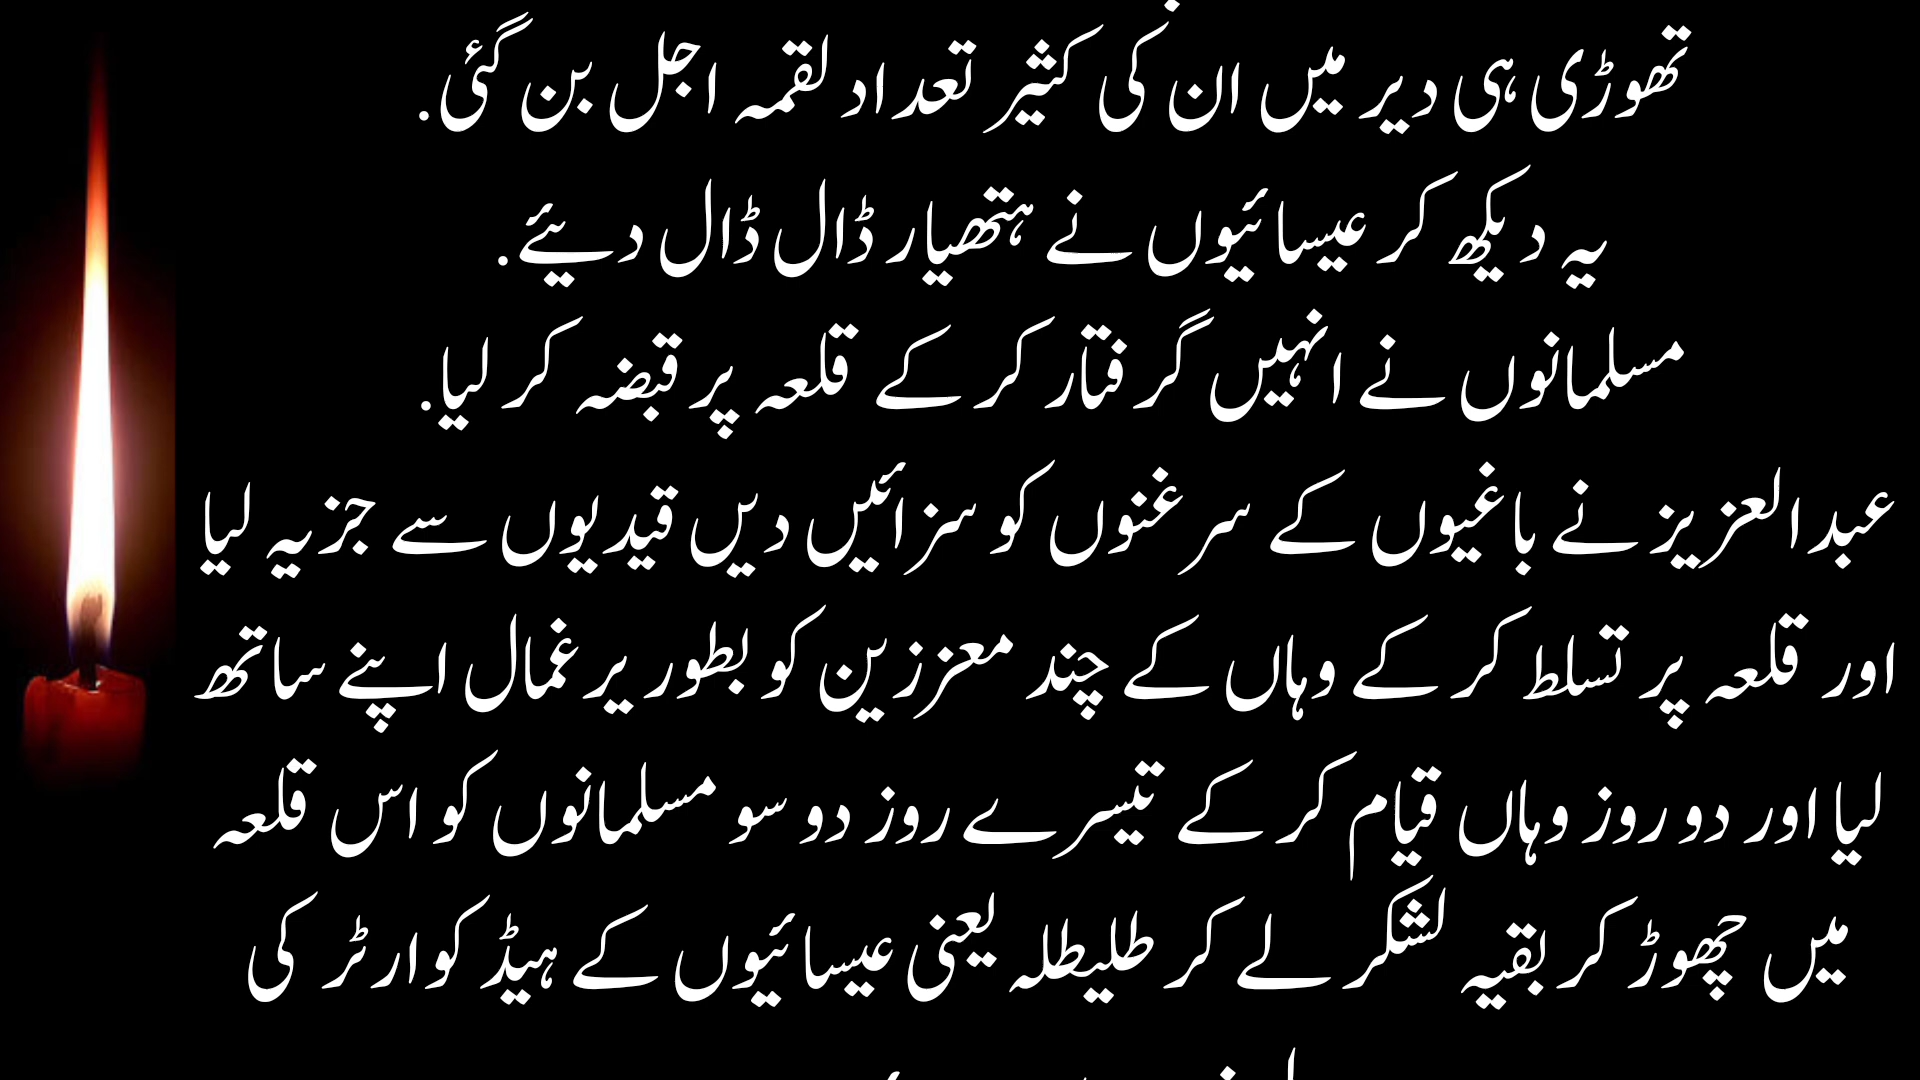 تھوڑی ہی دیر میں ان کی کثیر تعداد لقمہ اجل بن گئی.
یہ دیکھ کر عیسائیوں نے ہتھیار ڈال ڈال دیئے.
مسلمانوں نے انہیں گرفتار کر کے قلعہ پر قبضہ کر لیا.
عبدالعزیز نے باغیوں کے سرغنوں کو سزائیں دیں قیدیوں سے جزیہ لیا
اور قلعہ پر تسلط کر کے وہاں کے چند معززین کو بطور یرغمال اپنے ساتھ
لیا اور دو روز وہاں قیام کر کے تیسرے روز دو سو مسلمانوں کو اس قلعہ
میں چھوڑ کر بقیہ لشکر لے کر طلیطلہ یعنی عیسائیوں کے ہیڈ کوارٹر کی